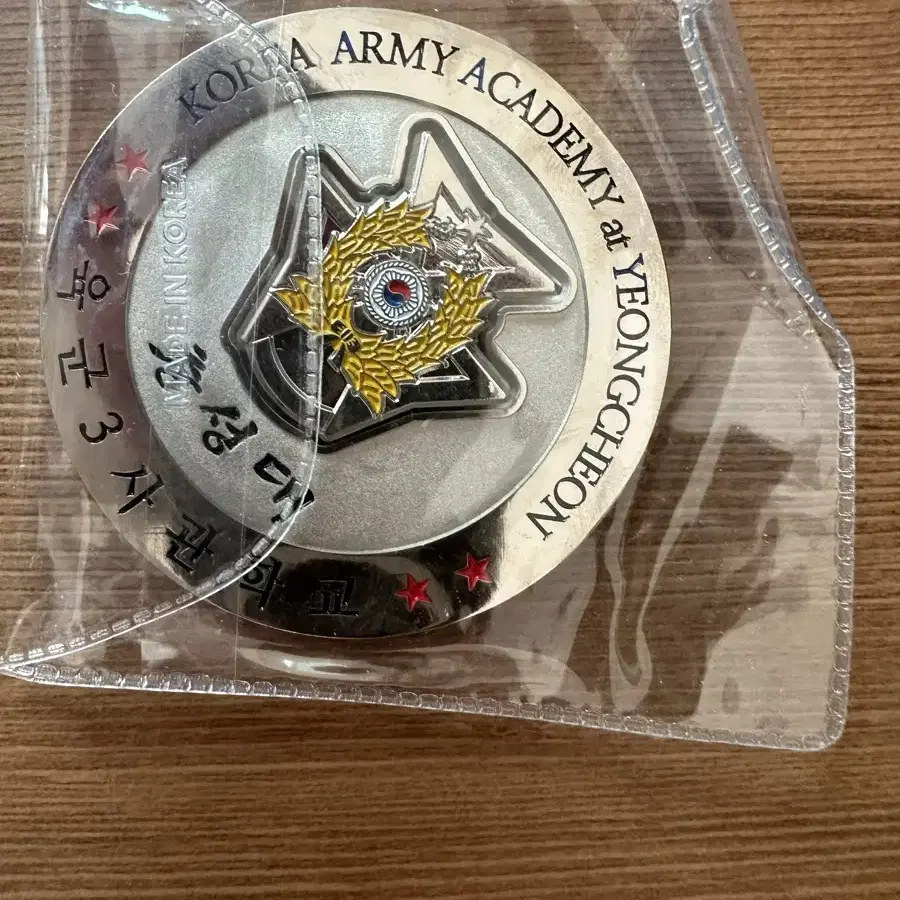 KOREA ARMY ACADEMY at YEONGCHEON
육군3사관학교
MADE IN KOREA